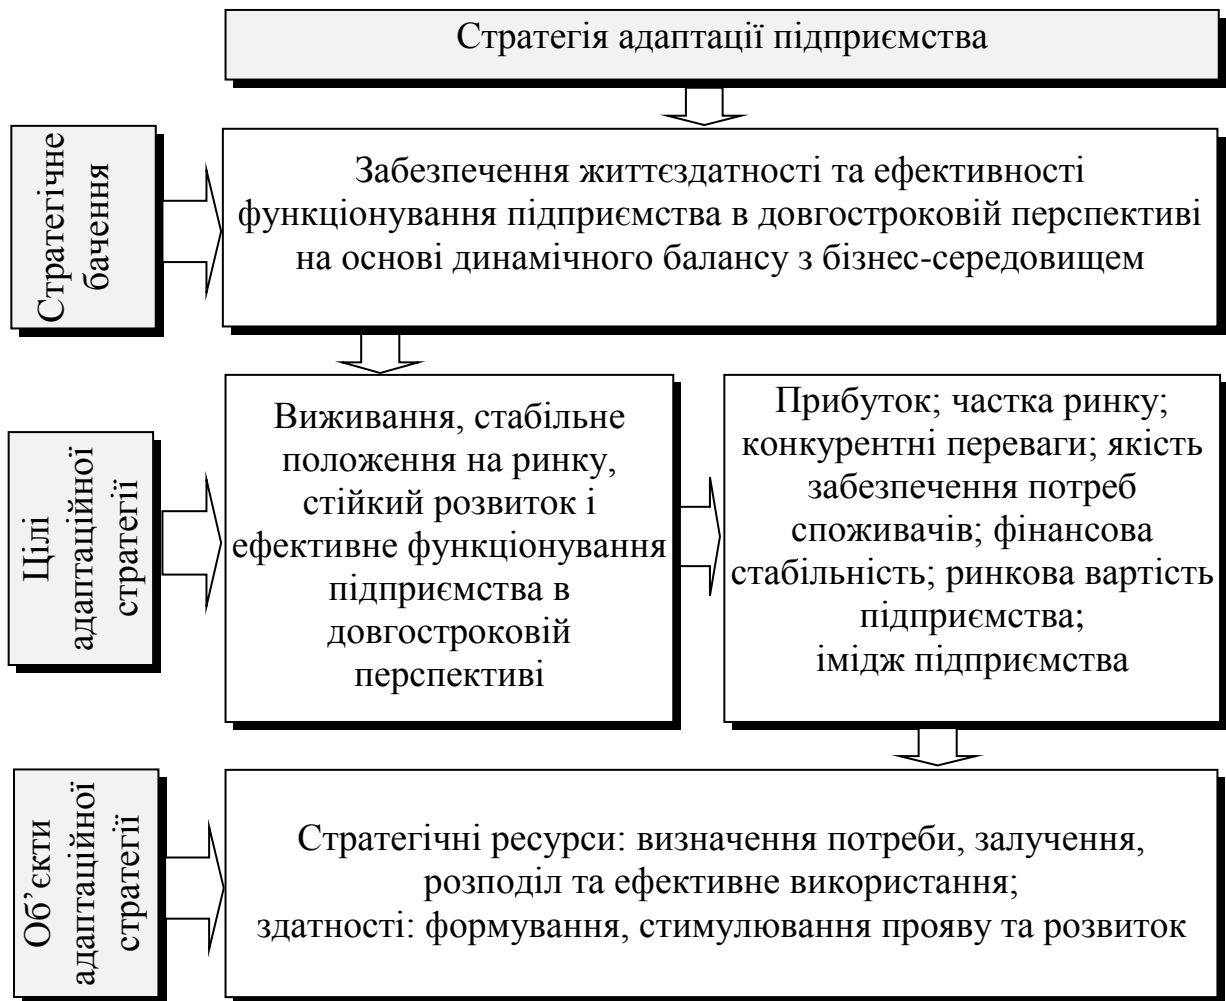 Стратегія адаптації підприємства
Стратегічне
бачення
Забезпечення життєздатності та ефективності
функціонування підприємства в довгостроковій перспективі
на основі динамічного балансу з бізнес-середовищем
Цілі
адаптаційної
стратегії
Виживання, стабільне
положення на ринку,
стійкий розвиток і
ефективне функціонування
підприємства в
довгостроковій
перспективі
Прибуток; частка ринку;
конкурентні переваги; якість
забезпечення потреб
споживачів; фінансова
стабільність; ринкова вартість
підприємства;
імідж підприємства
Об’єкти
адаптаційної
стратегії
Стратегічні ресурси: визначення потреби, залучення,
розподіл та ефективне використання;
здатності: формування, стимулювання прояву та розвиток